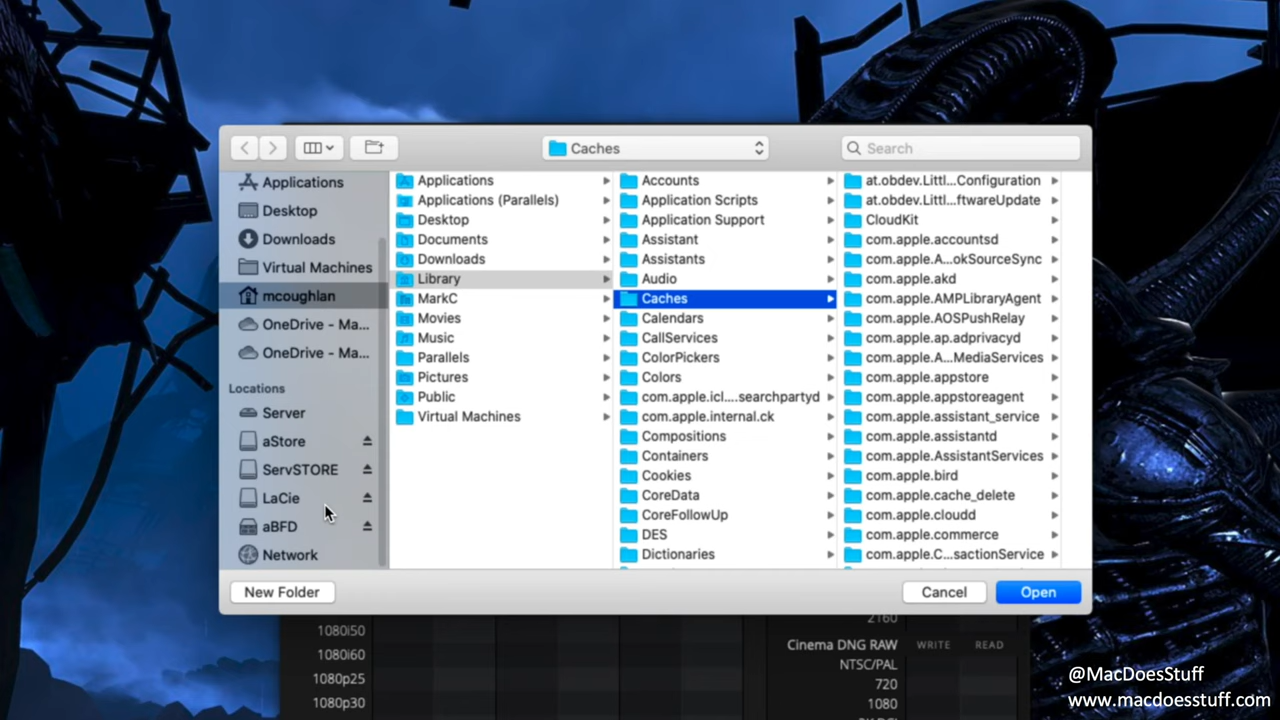 Caches
Search
Applications
Desktop
Downloads
Virtual Machines
mcoughlan
OneDrive - Ma...
OneDrive - Ma...
Locations
Server
aStore
ServSTORE
LaCie
aBFD
Network
Applications
Applications (Parallels)
Desktop
Documents
Downloads
Library
MarkC
Movies
Music
Parallels
Pictures
Public
Virtual Machines
Accounts
Application Scripts
Application Support
Assistant
Assistants
Audio
Caches
Calendars
CallServices
ColorPickers
Colors
com.apple.icl....searchpartyd
com.apple.internal.ck
Compositions
Containers
Cookies
CoreData
CoreFollowUp
DES
Dictionaries
at.obdev.Littl...Configuration
at.obdev.Littl...ftwareUpdate
CloudKit
com.apple.accountsd
com.apple.A...okSourceSync
com.apple.akd
com.apple.AMPLibraryAgent
com.apple.AOSPushRelay
com.apple.ap.adprivacyd
com.apple.A...MediaServices
com.apple.appstore
com.apple.appstoreagent
com.apple.assistant_service
com.apple.assistantd
com.apple.AssistantServices
com.apple.bird
com.apple.cache_delete
com.apple.cloudd
com.apple.commerce
com.apple.C...sactionService
New Folder
Cancel
Open
1080i50
1080i60
1080p25
1080p30
2160
Cinema DNG RAW WRITE READ
NTSC/PAL
720
1080
@MacDoesStuff
www.macdoesstuff.com